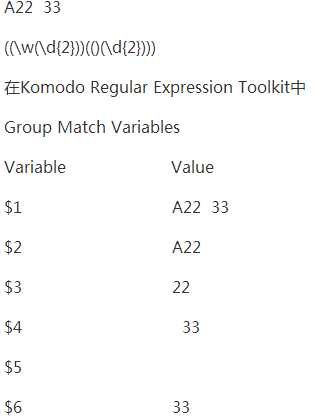 A22  33
((\w(\d{2}))(()(\d{2})))
在Komodo Regular Expression Toolkit中
Group Match Variables
Variable Value
$1 A22  33
$2 A22
$3 22
$4   33
$5
$6 33